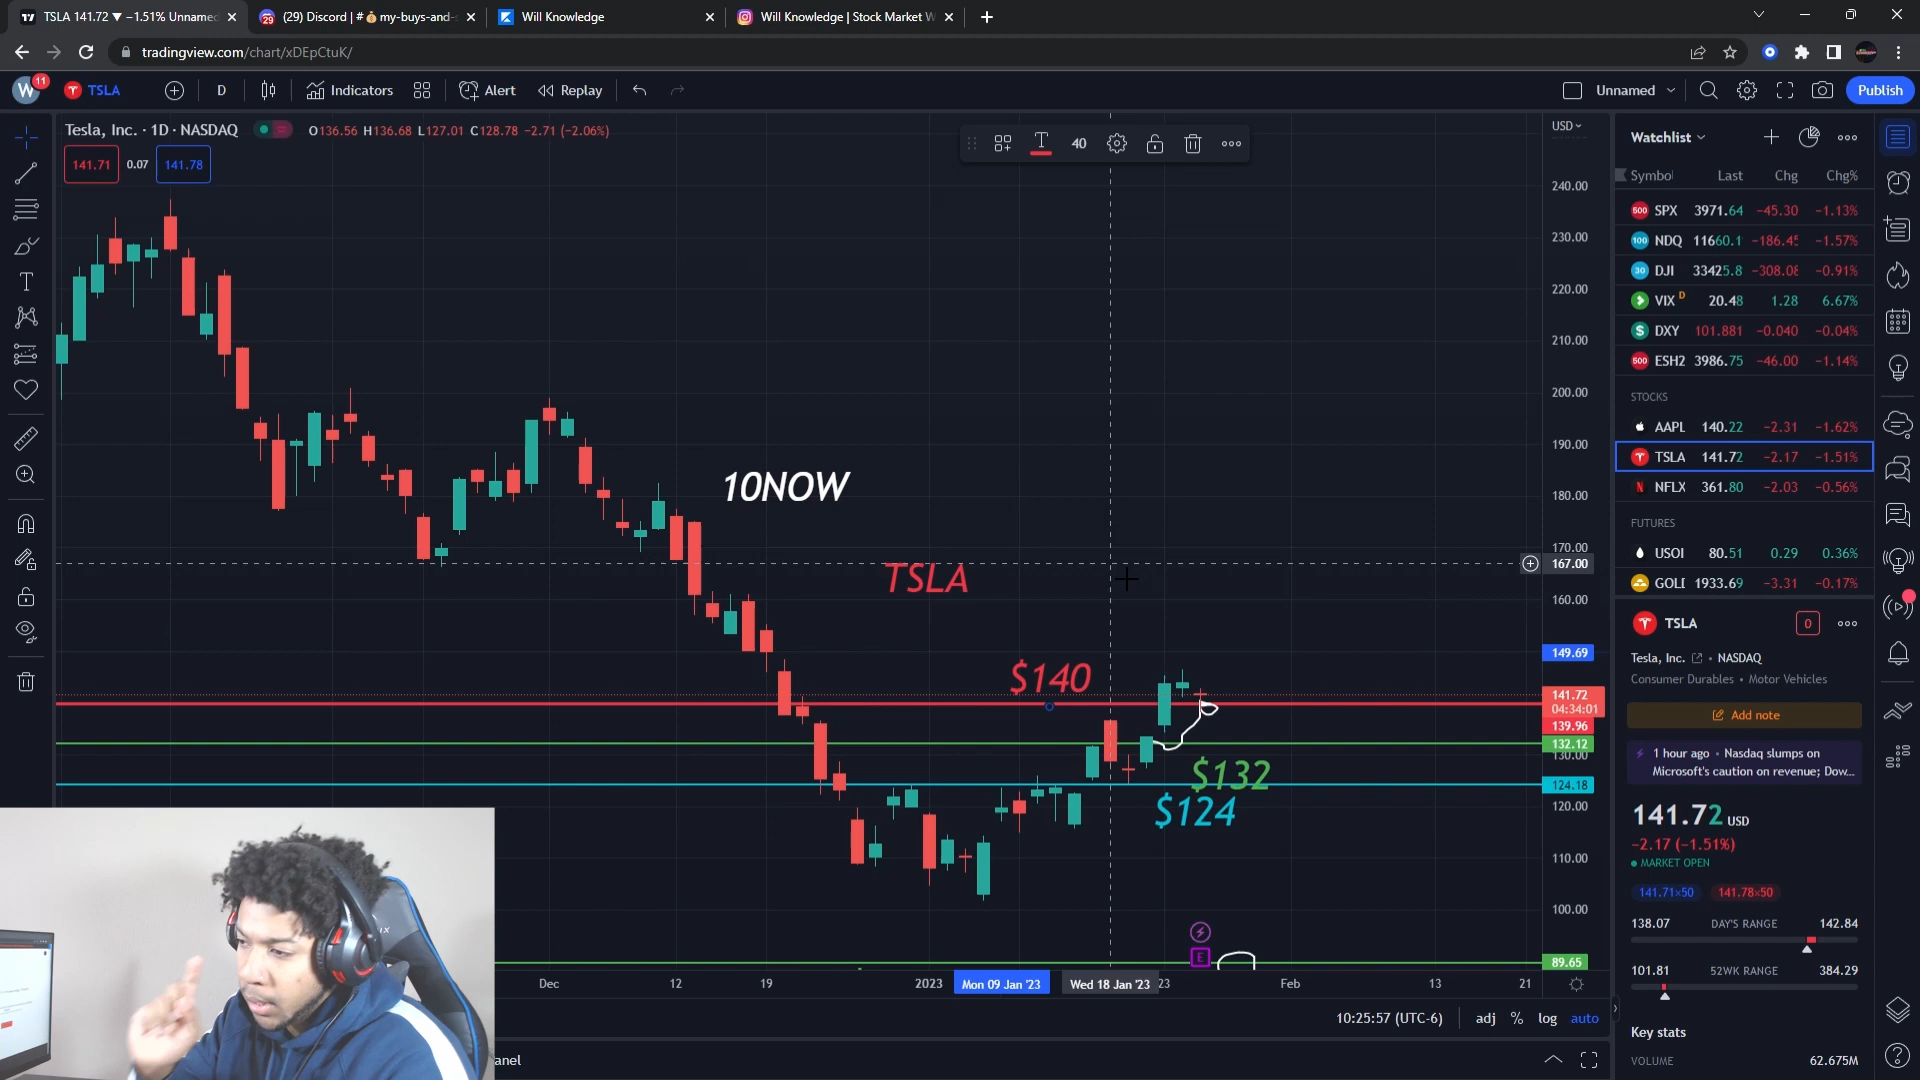 TSLA 141.72 ▼ −1.51% Unnamed
(29) Discord | # 💰my-buys-and-s
Will Knowledge
Will Knowledge | Stock Market W
tradingview.com/chart/xDEpCtuK/
W 11 TSLA D Indicators Alert Replay Unnamed Publish
Tesla, Inc. · 1D · NASDAQ O136.56 H136.68 L127.01 C128.78 −2.71 (−2.06%)
141.71 0.07 141.78
40
USD
240.00
230.00
220.00
210.00
200.00
190.00
180.00
170.00
167.00
160.00
149.69
141.72
04:34:01
139.96
132.12
130.00
124.18
120.00
110.00
100.00
89.65
10NOW
TSLA
$140
$132
$124
E
Dec 12 19 2023 Mon 09 Jan '23 Wed 18 Jan '23 23 Feb 13 21
10:25:57 (UTC-6) adj % log auto
anel
Watchlist
Symbol Last Chg Chg%
500 SPX 3971.64 −45.30 −1.13%
100 NDQ 11660.1 −186.45 −1.57%
30 DJI 33425.8 −308.08 −0.91%
VIX D 20.48 1.28 6.67%
DXY 101.881 −0.040 −0.04%
500 ESH2 3986.75 −46.00 −1.14%
STOCKS
AAPL 140.22 −2.31 −1.62%
TSLA 141.72 −2.17 −1.51%
NFLX 361.80 −2.03 −0.56%
FUTURES
USOI 80.51 0.29 0.36%
GOLI 1933.69 −3.31 −0.17%
TSLA 0
Tesla, Inc. • NASDAQ
Consumer Durables • Motor Vehicles
Add note
1 hour ago • Nasdaq slumps on
Microsoft's caution on revenue; Dow...
141.72 USD
−2.17 (−1.51%)
MARKET OPEN
141.71×50 141.78×50
138.07 DAY'S RANGE 142.84
101.81 52WK RANGE 384.29
Key stats
VOLUME 62.675M